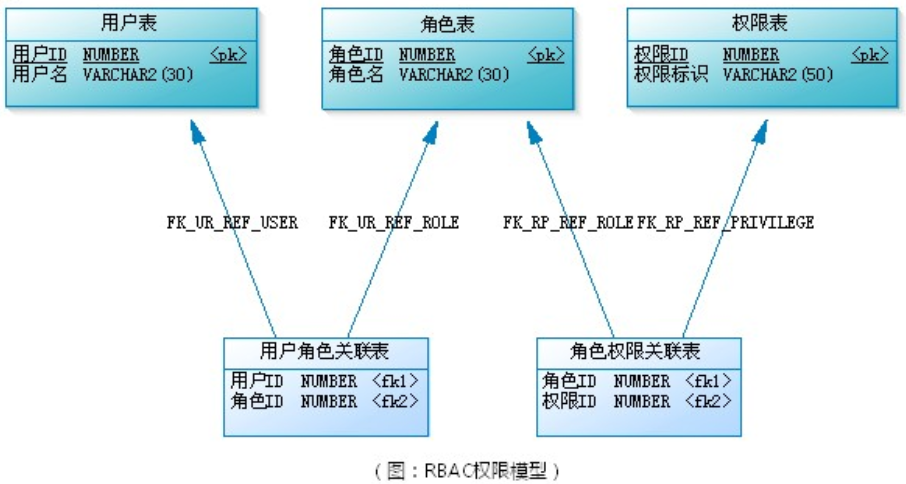 用户表
用户ID NUMBER <pk>
用户名 VARCHAR2(30)
角色表
角色ID NUMBER <pk>
角色名 VARCHAR2(30)
权限表
权限ID NUMBER <pk>
权限标识 VARCHAR2(50)
FK_UR_REF_USER
FK_UR_REF_ROLE
FK_RP_REF_ROLE
FK_RP_REF_PRIVILEGE
用户角色关联表
用户ID NUMBER <fk1>
角色ID NUMBER <fk2>
角色权限关联表
角色ID NUMBER <fk1>
权限ID NUMBER <fk2>
(图：RBAC权限模型)